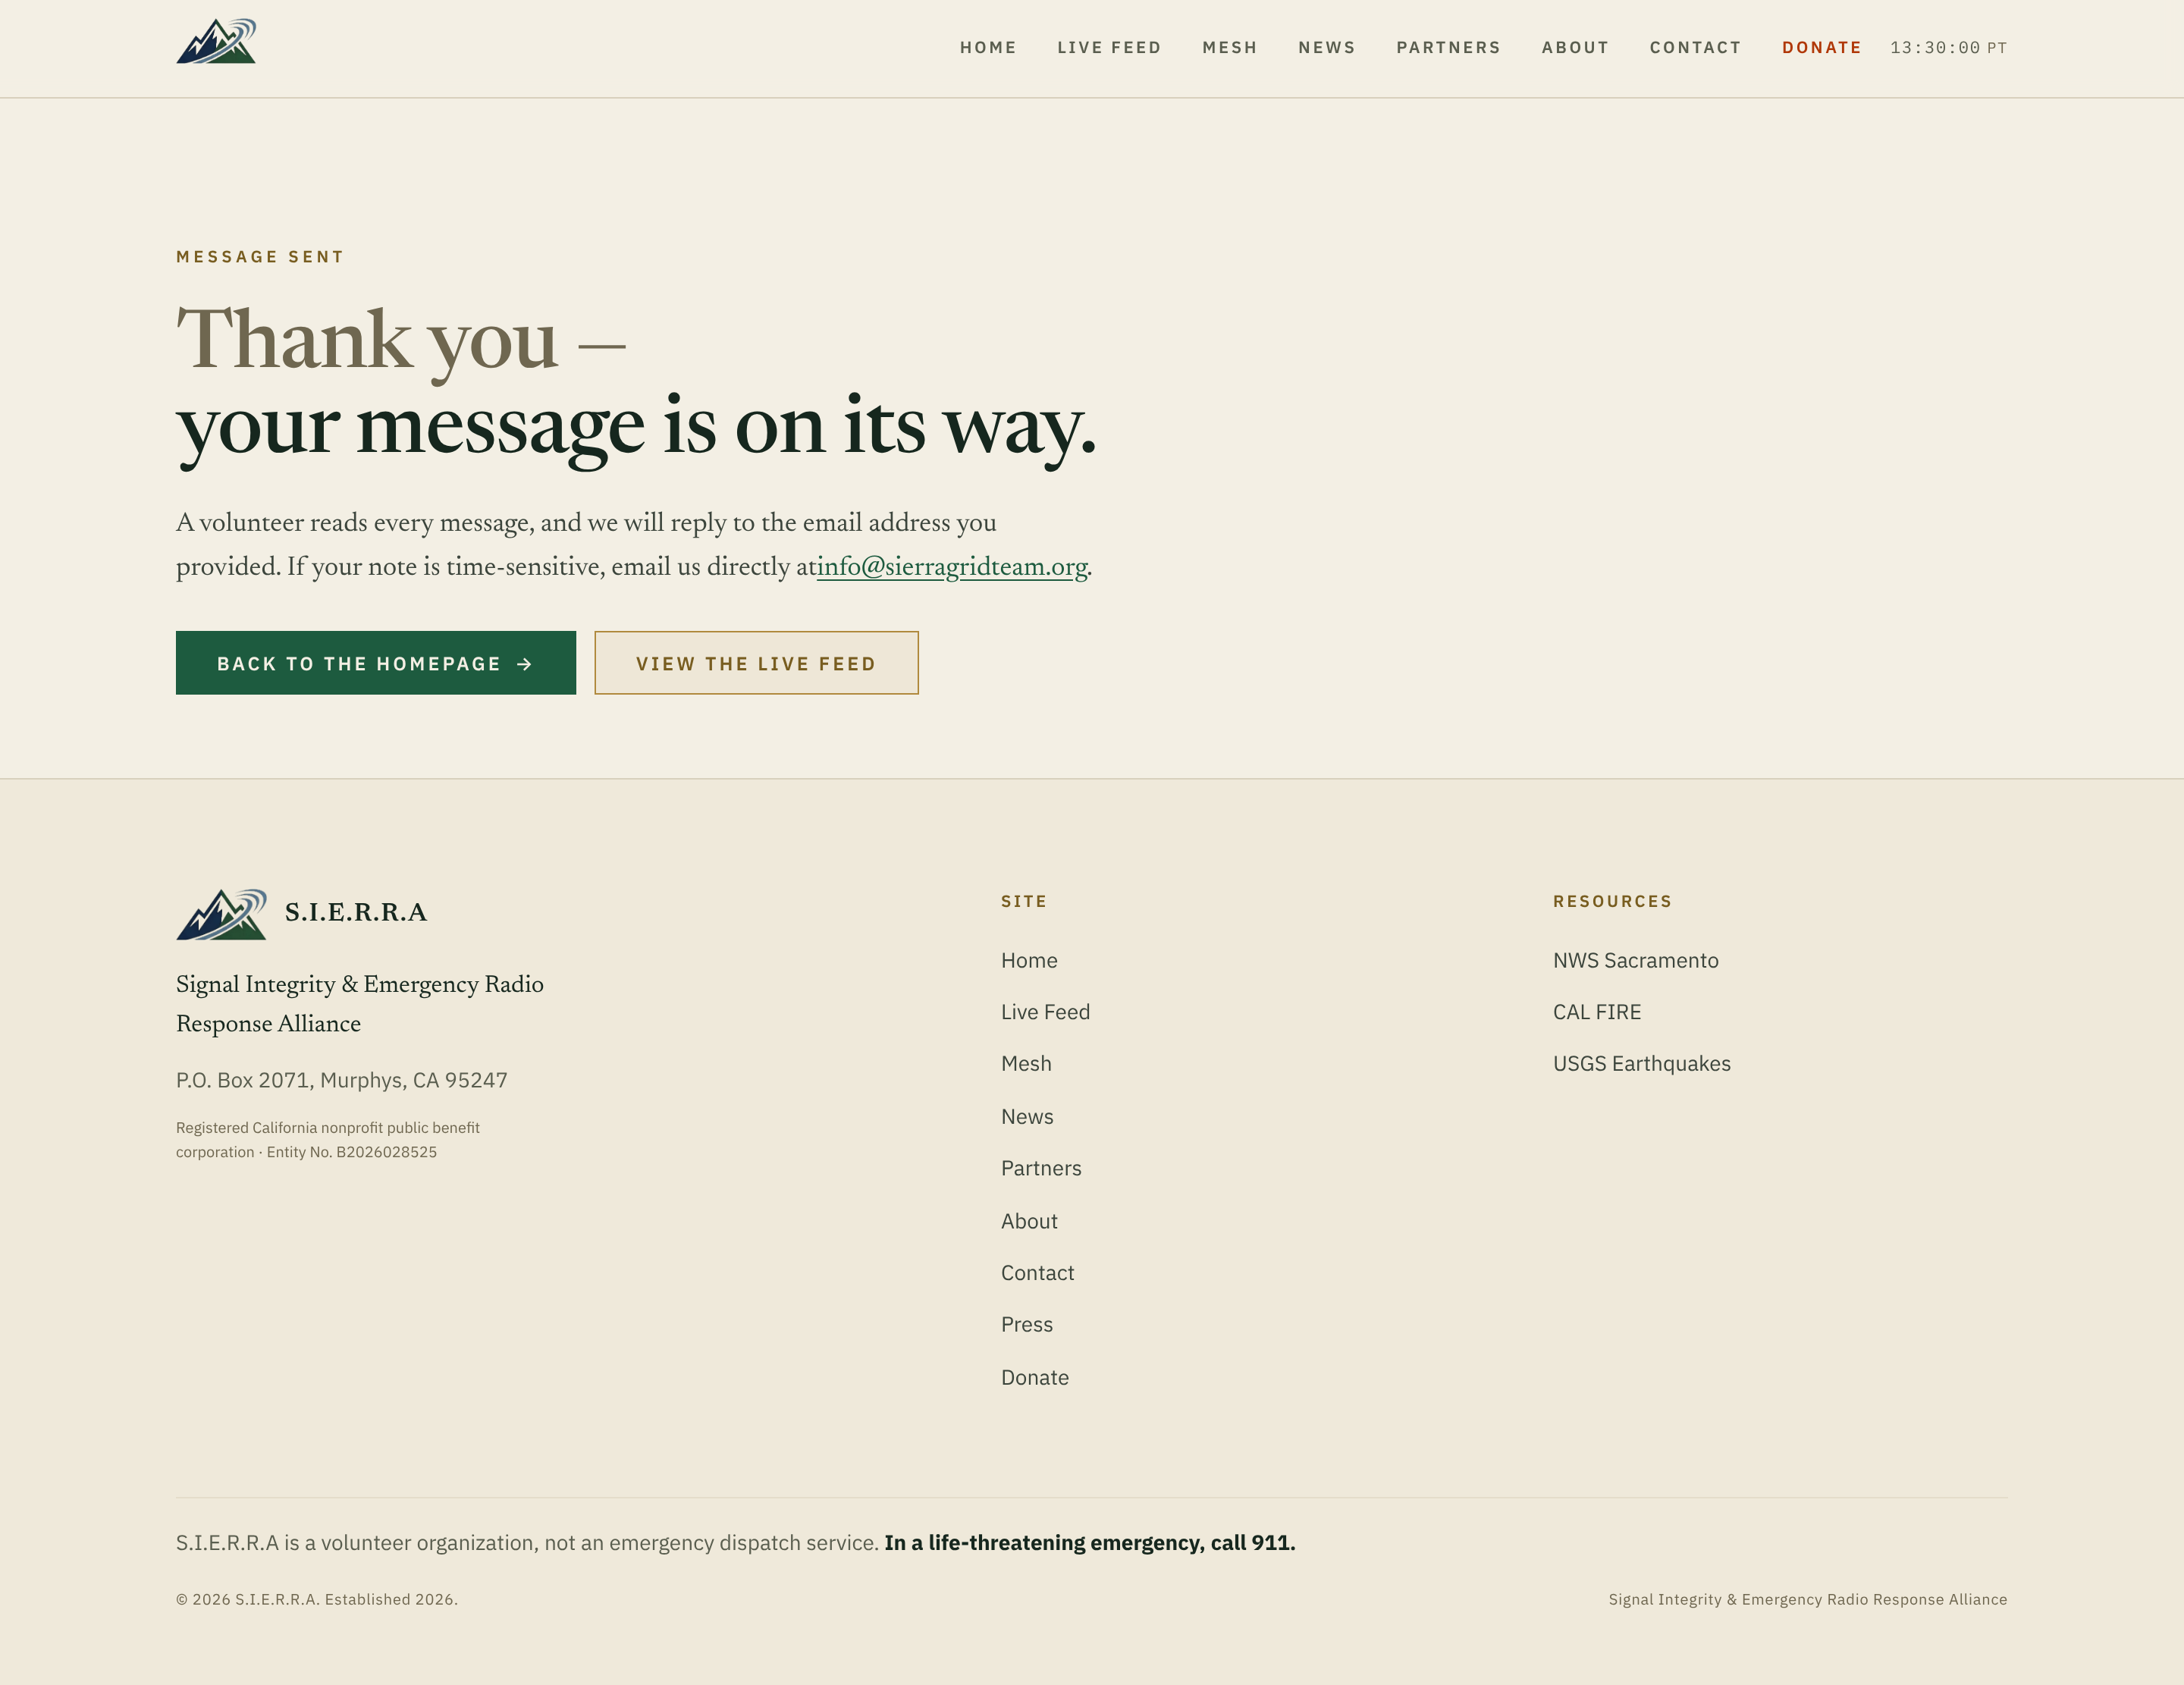 HOME LIVE FEED MESH NEWS PARTNERS ABOUT CONTACT DONATE 13:30:00 PT
MESSAGE SENT
Thank you —
your message is on its way.
A volunteer reads every message, and we will reply to the email address you
provided. If your note is time-sensitive, email us directly atinfo@sierragridteam.org.
BACK TO THE HOMEPAGE →
VIEW THE LIVE FEED
S.I.E.R.R.A
Signal Integrity & Emergency Radio
Response Alliance
P.O. Box 2071, Murphys, CA 95247
Registered California nonprofit public benefit
corporation · Entity No. B2026028525
SITE
Home
Live Feed
Mesh
News
Partners
About
Contact
Press
Donate
RESOURCES
NWS Sacramento
CAL FIRE
USGS Earthquakes
S.I.E.R.R.A is a volunteer organization, not an emergency dispatch service. In a life-threatening emergency, call 911.
© 2026 S.I.E.R.R.A. Established 2026.
Signal Integrity & Emergency Radio Response Alliance